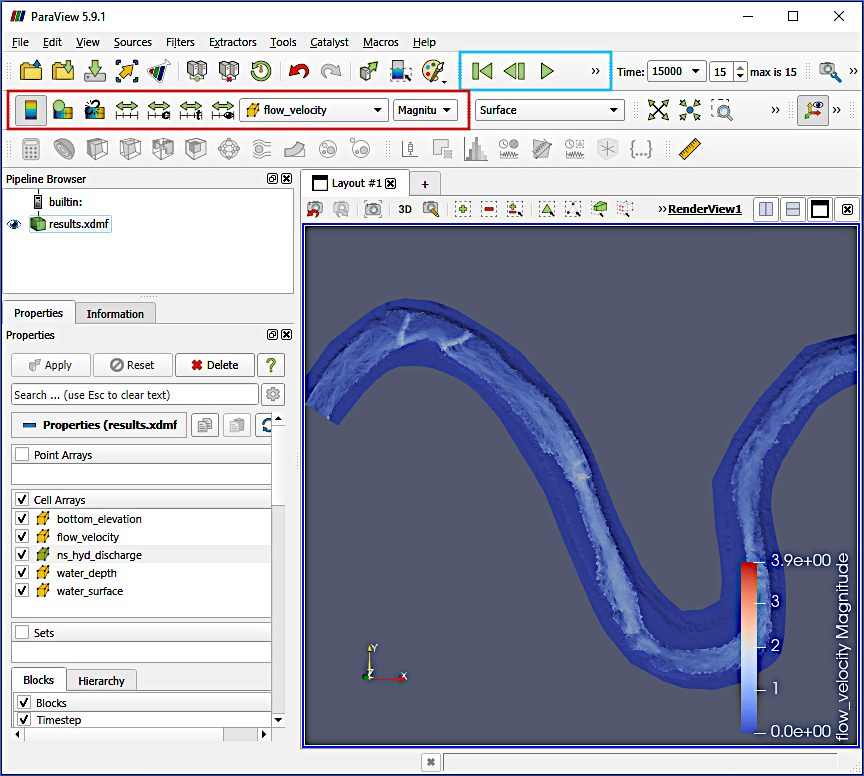 ParaView 5.9.1
File Edit View Sources Filters Extractors Tools Catalyst Macros Help
» Time: 15000 15 max is 15 »
flow_velocity Magnitu Surface » »
Pipeline Browser
builtin:
results.xdmf
Layout #1 +
3D »RenderView1
Properties Information
Properties
Apply Reset Delete ?
Search ... (use Esc to clear text)
Properties (results.xdmf
Point Arrays
Cell Arrays
bottom_elevation
flow_velocity
ns_hyd_discharge
water_depth
water_surface
Sets
Blocks Hierarchy
Blocks
Timestep
Y
Z X
3.9e+00
3
2
1
0.0e+00
flow_velocity Magnitude